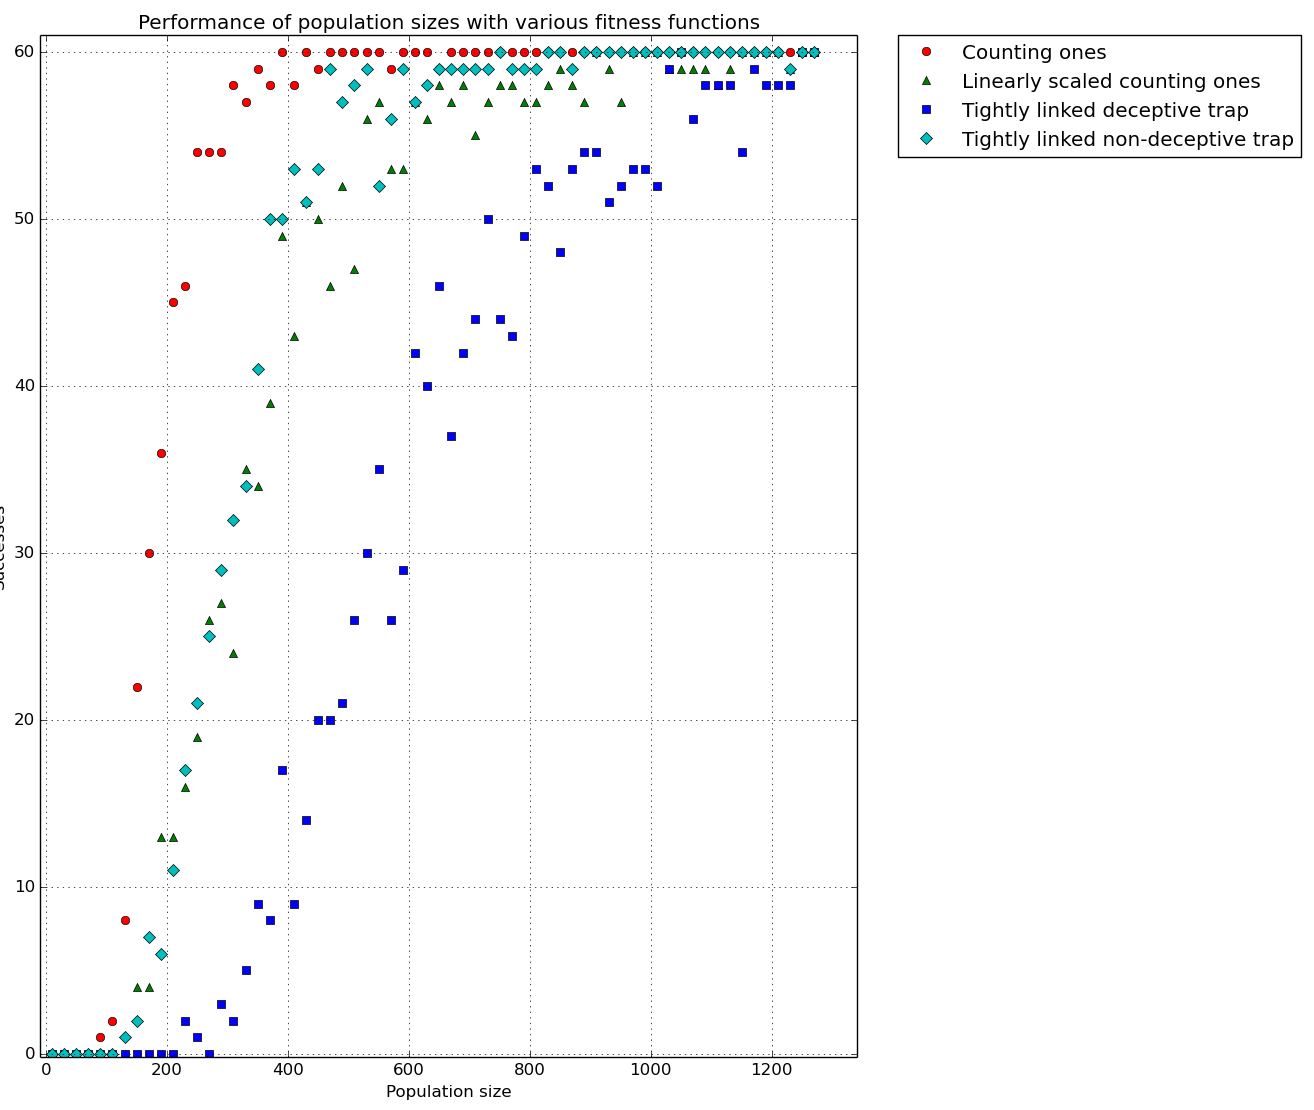 Performance of population sizes with various fitness functions
60
50
40
30
20
10
0
0 200 400 600 800 1000 1200
Population size
Counting ones
Linearly scaled counting ones
Tightly linked deceptive trap
Tightly linked non-deceptive trap